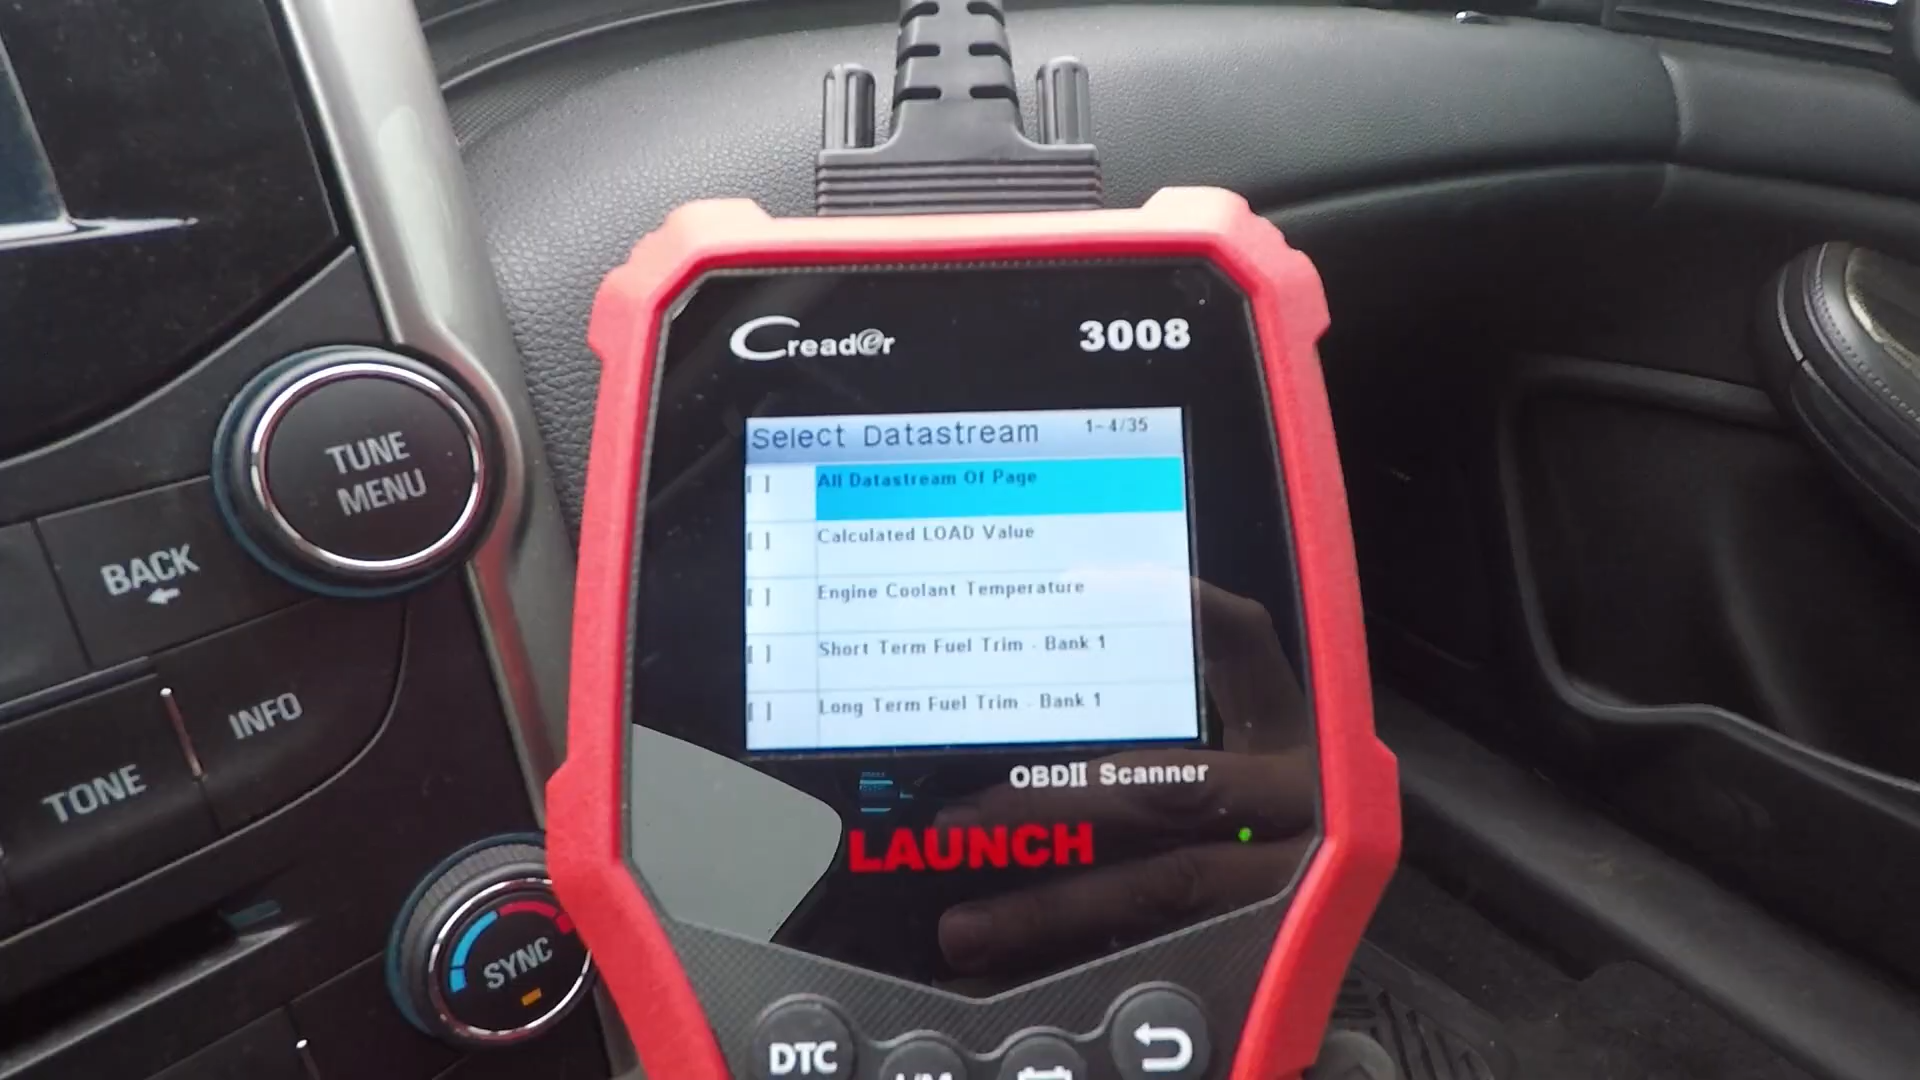 Creader 3008
Select Datastream 1-4/35
[ ] All Datastream Of Page
[ ] Calculated LOAD Value
[ ] Engine Coolant Temperature
[ ] Short Term Fuel Trim - Bank 1
[ ] Long Term Fuel Trim - Bank 1
OBDII Scanner
LAUNCH
DTC
TUNE
MENU
BACK
INFO
TONE
SYNC